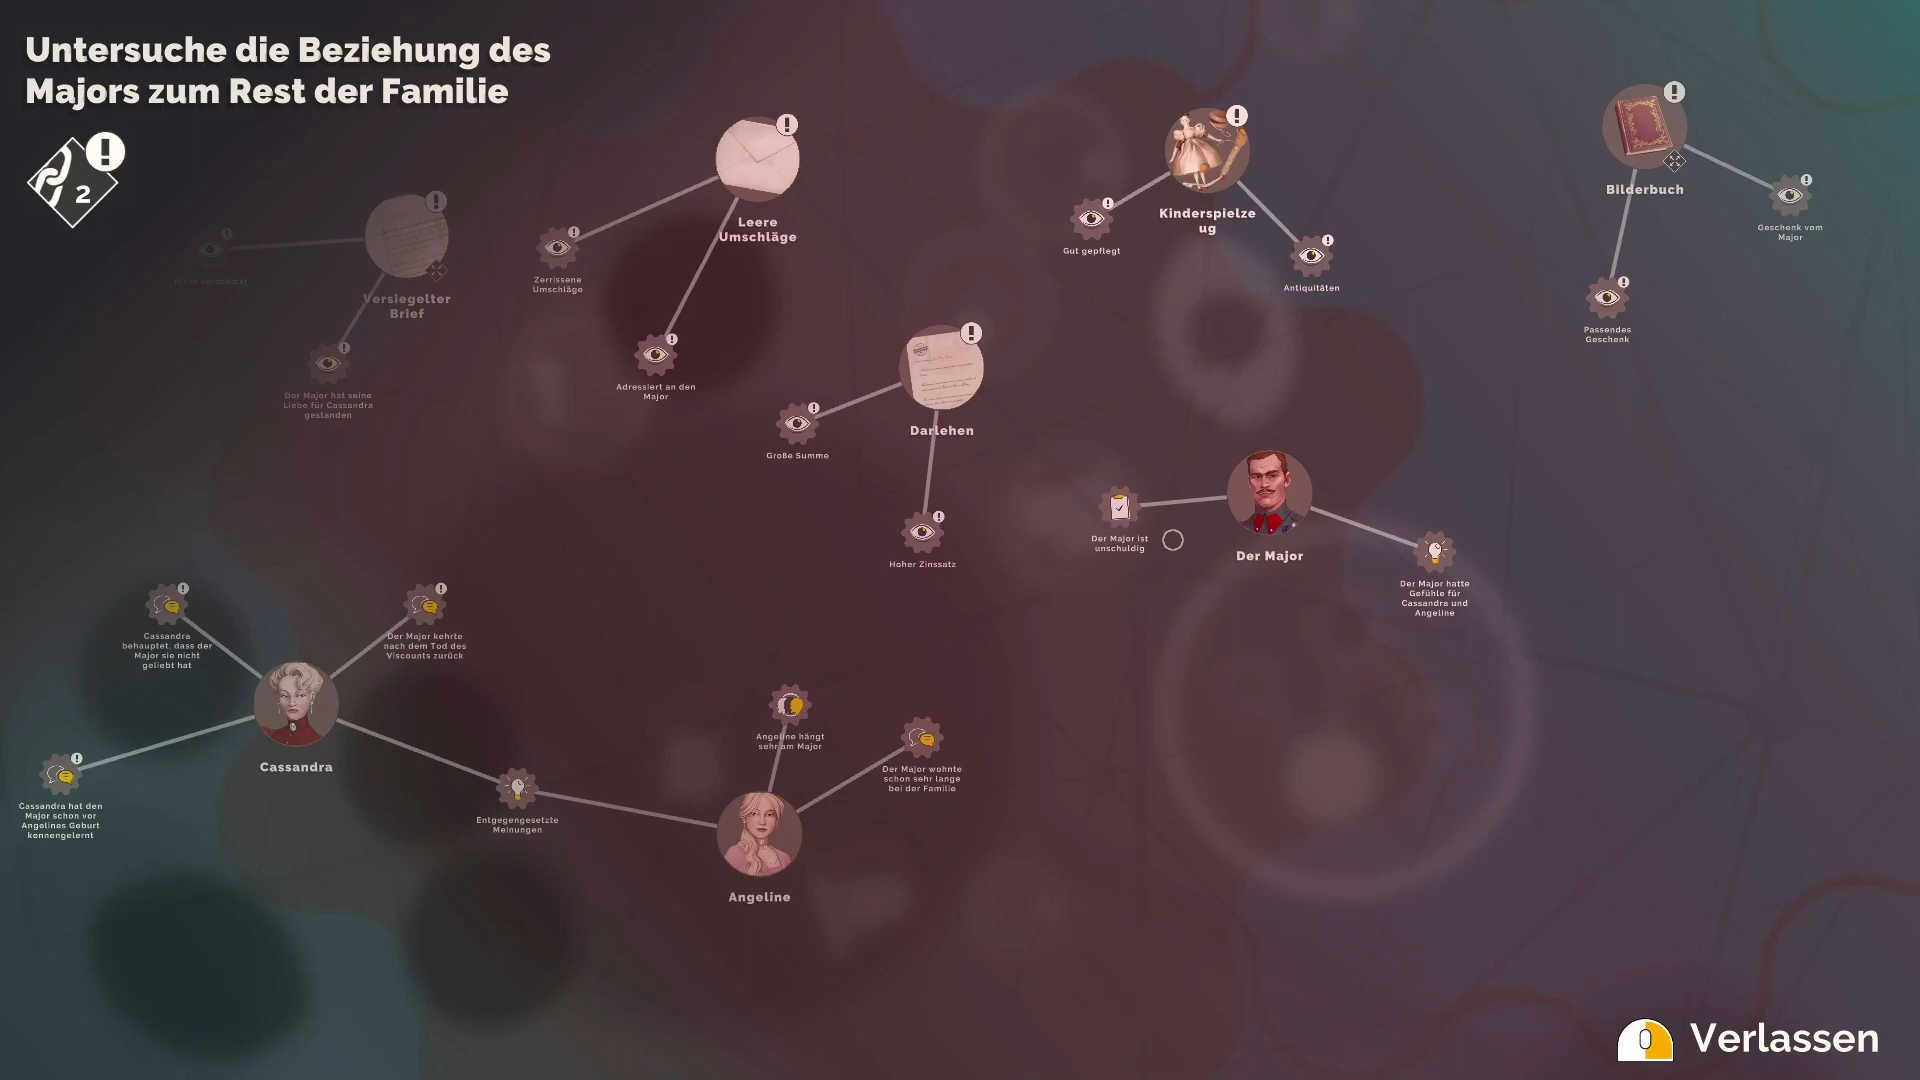 Untersuche die Beziehung des
Majors zum Rest der Familie
2
Nicht verschickt
Versiegelter
Brief
Der Major hat seine
Liebe für Cassandra
gestanden
Leere
Umschläge
Zerrissene
Umschläge
Adressiert an den
Major
Kinderspielze
ug
Gut gepflegt
Antiquitäten
Bilderbuch
Geschenk vom
Major
Passendes
Geschenk
Darlehen
Große Summe
Hoher Zinssatz
Der Major ist
unschuldig
Der Major
Der Major hatte
Gefühle für
Cassandra und
Angeline
Cassandra
behauptet, dass der
Major sie nicht
geliebt hat
Der Major kehrte
nach dem Tod des
Viscounts zurück
Cassandra
Cassandra hat den
Major schon vor
Angelines Geburt
kennengelernt
Entgegengesetzte
Meinungen
Angeline hängt
sehr am Major
Der Major wohnte
schon sehr lange
bei der Familie
Angeline
Verlassen